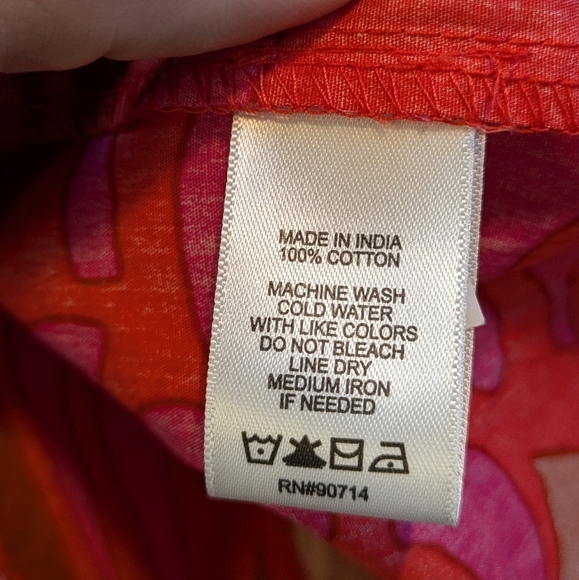 MADE IN INDIA
100% COTTON
MACHINE WASH
COLD WATER
WITH LIKE COLORS
DO NOT BLEACH
LINE DRY
MEDIUM IRON
IF NEEDED
RN#90714